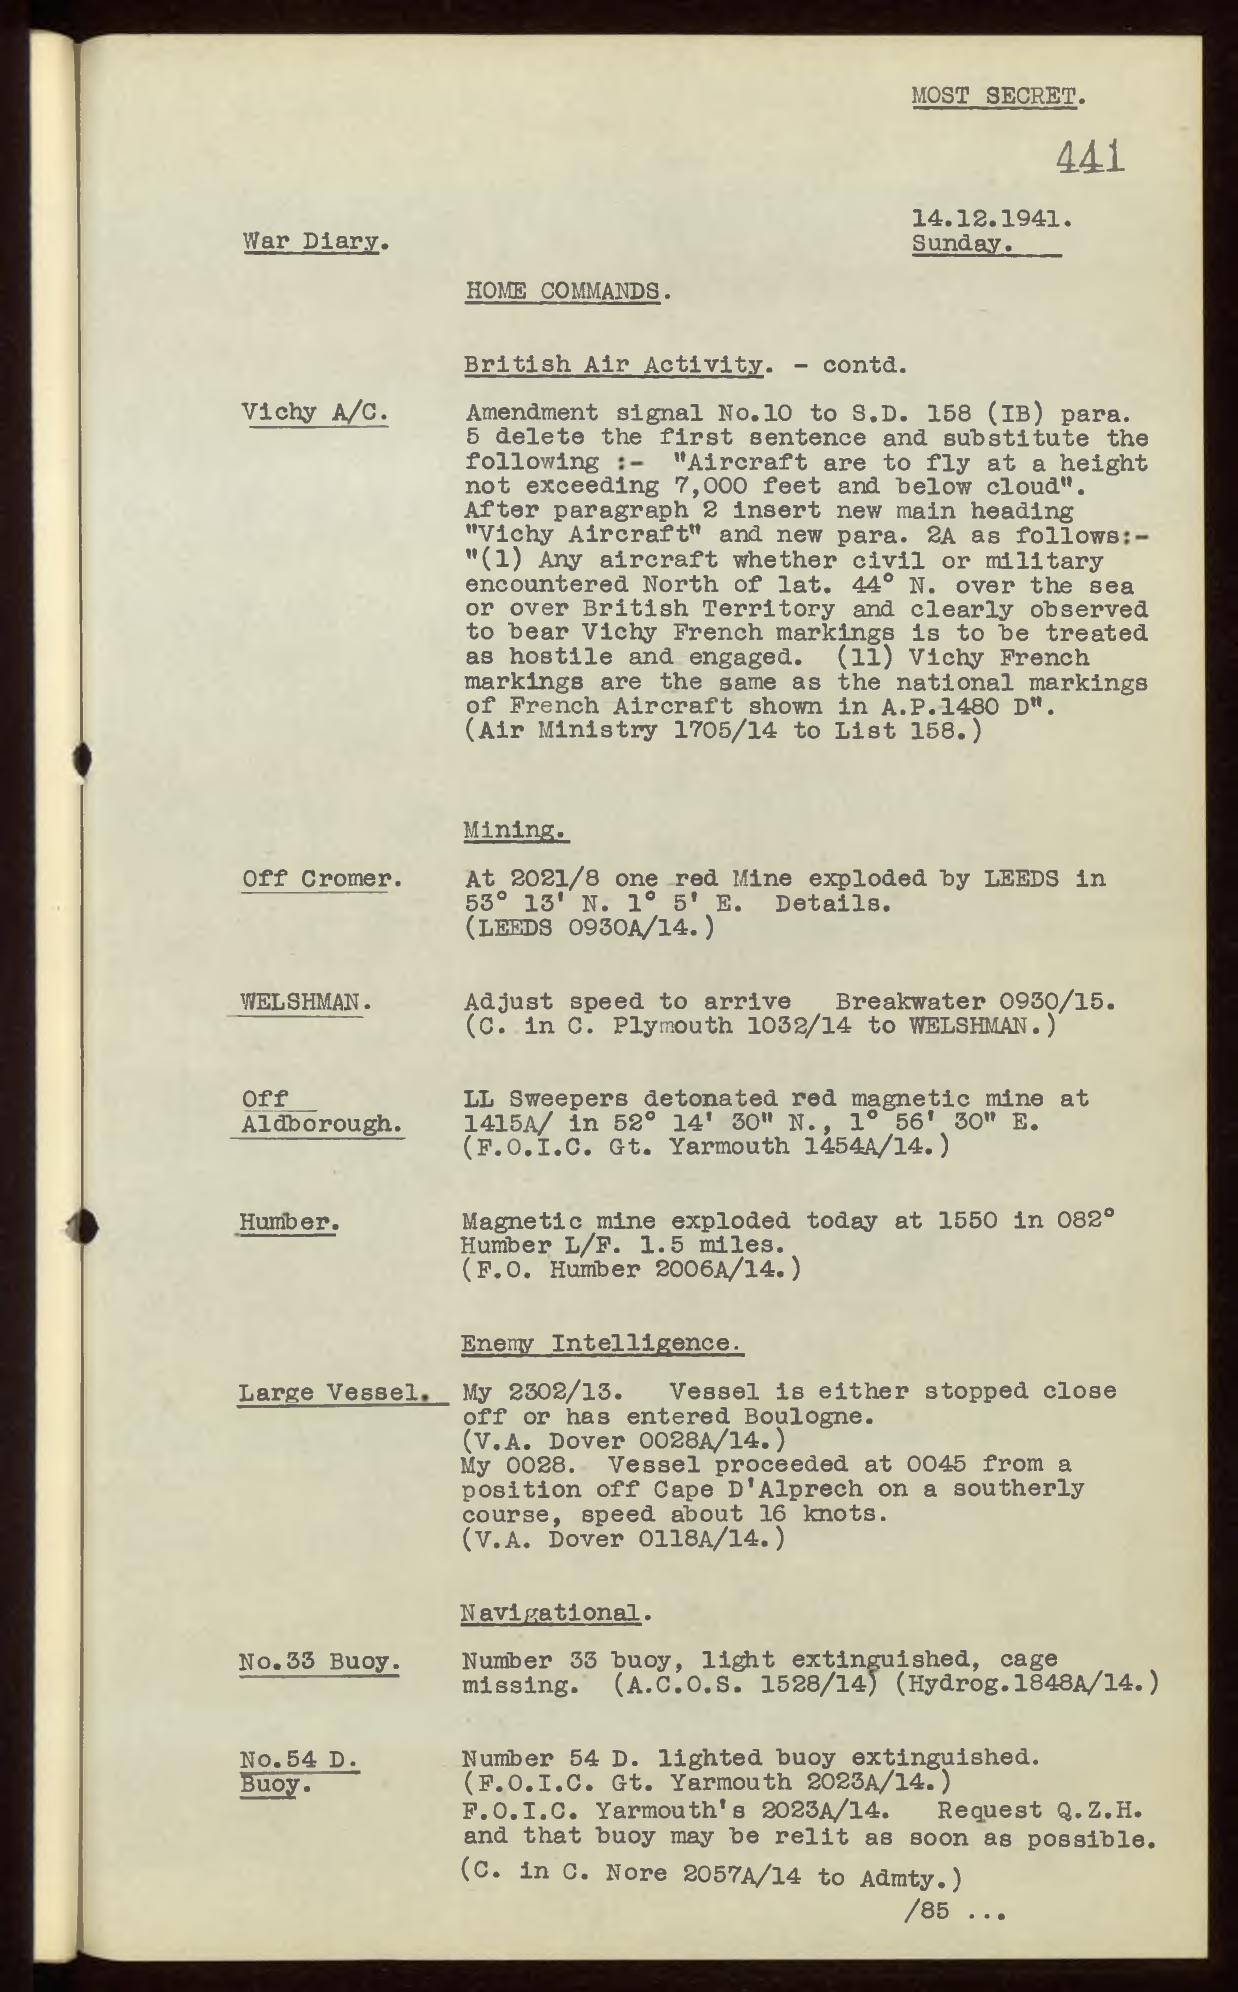 MOST SECRET.
441
14.12.1941.
War Diary.
Sunday.
HOME COMMANDS.
British Air Activity. - contd.
Vichy A/C.
Amendment signal No.10 to S.D. 158 (IB) para.
5 delete the first sentence and substitute the
following :- "Aircraft are to fly at a height
not exceeding 7,000 feet and below cloud".
After paragraph 2 insert new main heading
"Vichy Aircraft" and new para. 2A as follows:-
"(1) Any aircraft whether civil or military
encountered North of lat. 44° N. over the sea
or over British Territory and clearly observed
to bear Vichy French markings is to be treated
as hostile and engaged. (11) Vichy French
markings are the same as the national markings
of French Aircraft shown in A.P.1480 D".
(Air Ministry 1705/14 to List 158.)
Mining.
Off Cromer.
At 2021/8 one red Mine exploded by LEEDS in
53° 13' N. 1° 5' E. Details.
(LEEDS 0930A/14.)
WELSHMAN.
Adjust speed to arrive Breakwater 0930/15.
(C. in C. Plymouth 1032/14 to WELSHMAN.)
Off
Aldborough.
LL Sweepers detonated red magnetic mine at
1415A/ in 52° 14' 30" N., 1° 56' 30" E.
(F.O.I.C. Gt. Yarmouth 1454A/14.)
Humber.
Magnetic mine exploded today at 1550 in 082°
Humber L/F. 1.5 miles.
(F.O. Humber 2006A/14.)
Enemy Intelligence.
Large Vessel.
My 2302/13. Vessel is either stopped close
off or has entered Boulogne.
(V.A. Dover 0028A/14.)
My 0028. Vessel proceeded at 0045 from a
position off Cape D'Alprech on a southerly
course, speed about 16 knots.
(V.A. Dover 0118A/14.)
Navigational.
No.33 Buoy.
Number 33 buoy, light extinguished, cage
missing. (A.C.O.S. 1528/14) (Hydrog.1848A/14.)
No.54 D.
Buoy.
Number 54 D. lighted buoy extinguished.
(F.O.I.C. Gt. Yarmouth 2023A/14.)
F.O.I.C. Yarmouth's 2023A/14. Request Q.Z.H.
and that buoy may be relit as soon as possible.
(C. in C. Nore 2057A/14 to Admty.)
/85 ...